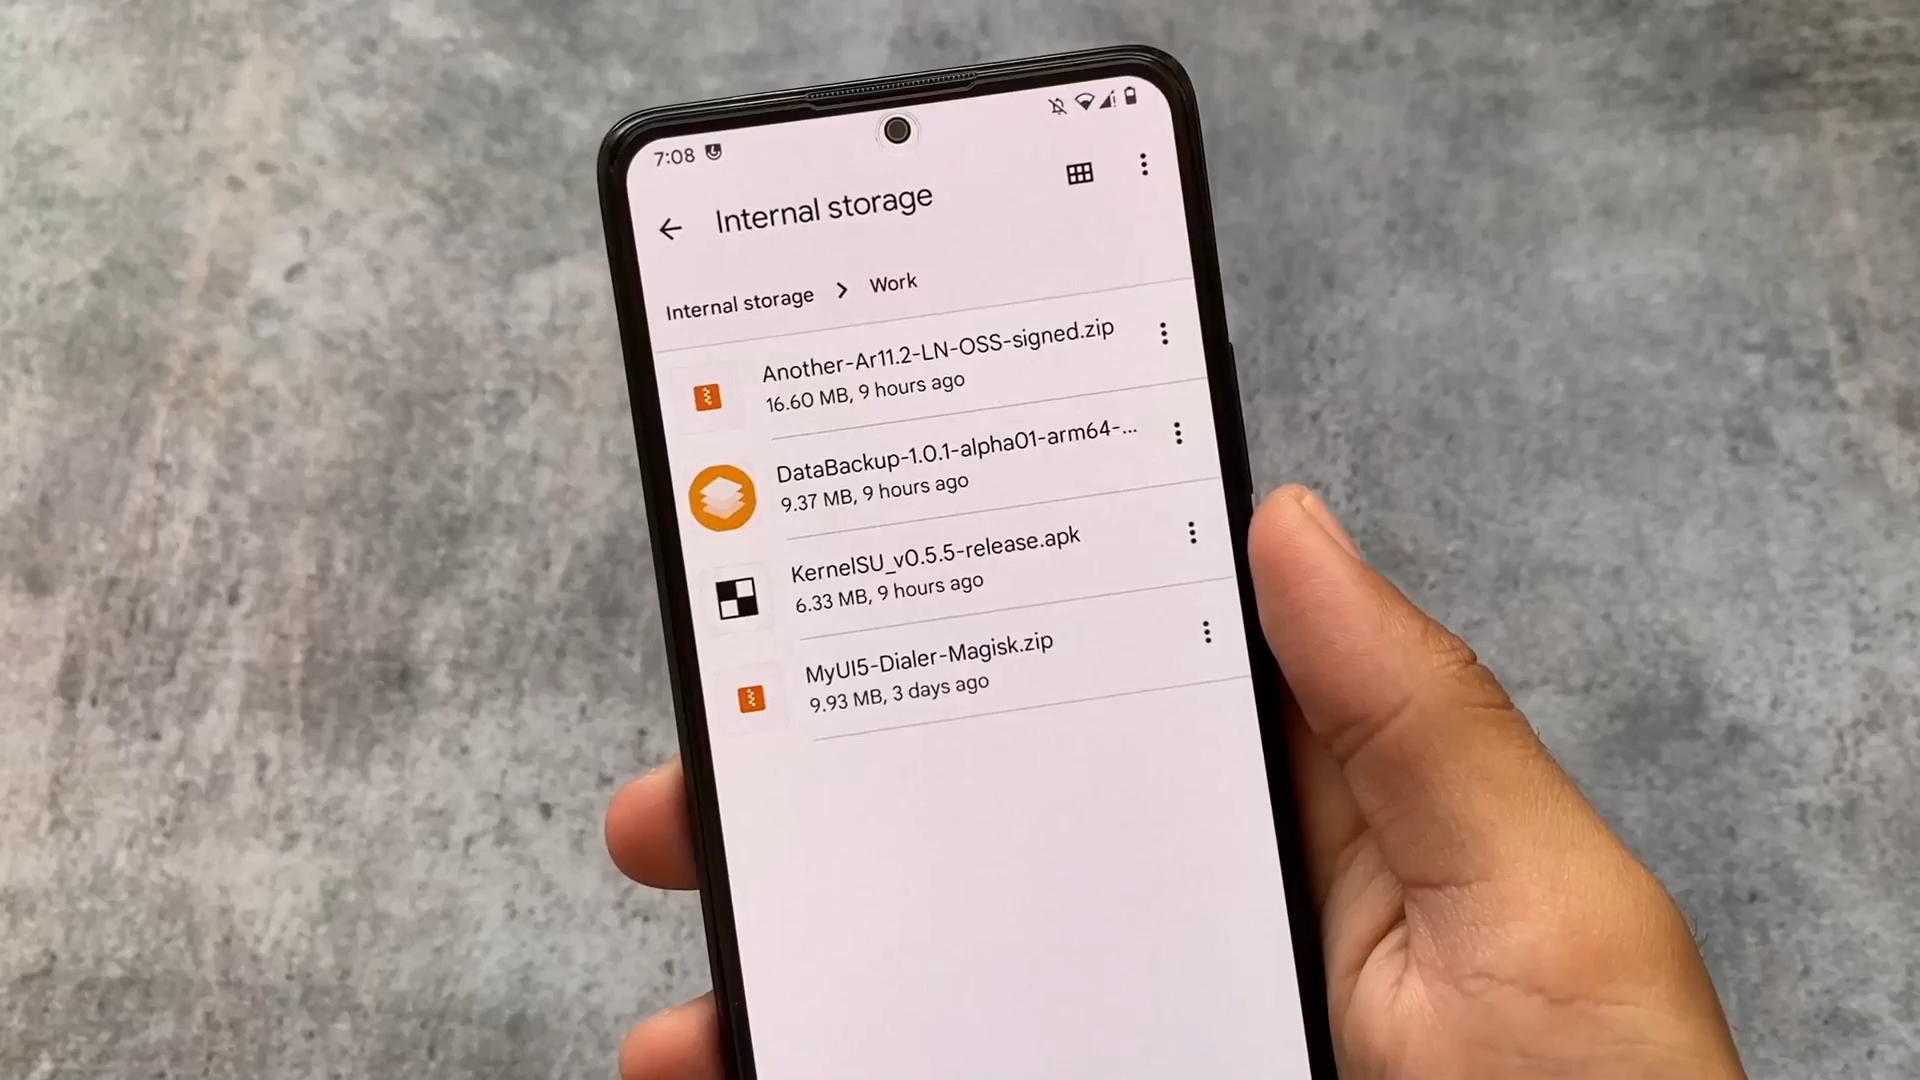 7:08
Internal storage
Internal storage > Work
Another-Ar11.2-LN-OSS-signed.zip
16.60 MB, 9 hours ago
DataBackup-1.0.1-alpha01-arm64-...
9.37 MB, 9 hours ago
KernelSU_v0.5.5-release.apk
6.33 MB, 9 hours ago
MyUI5-Dialer-Magisk.zip
9.93 MB, 3 days ago